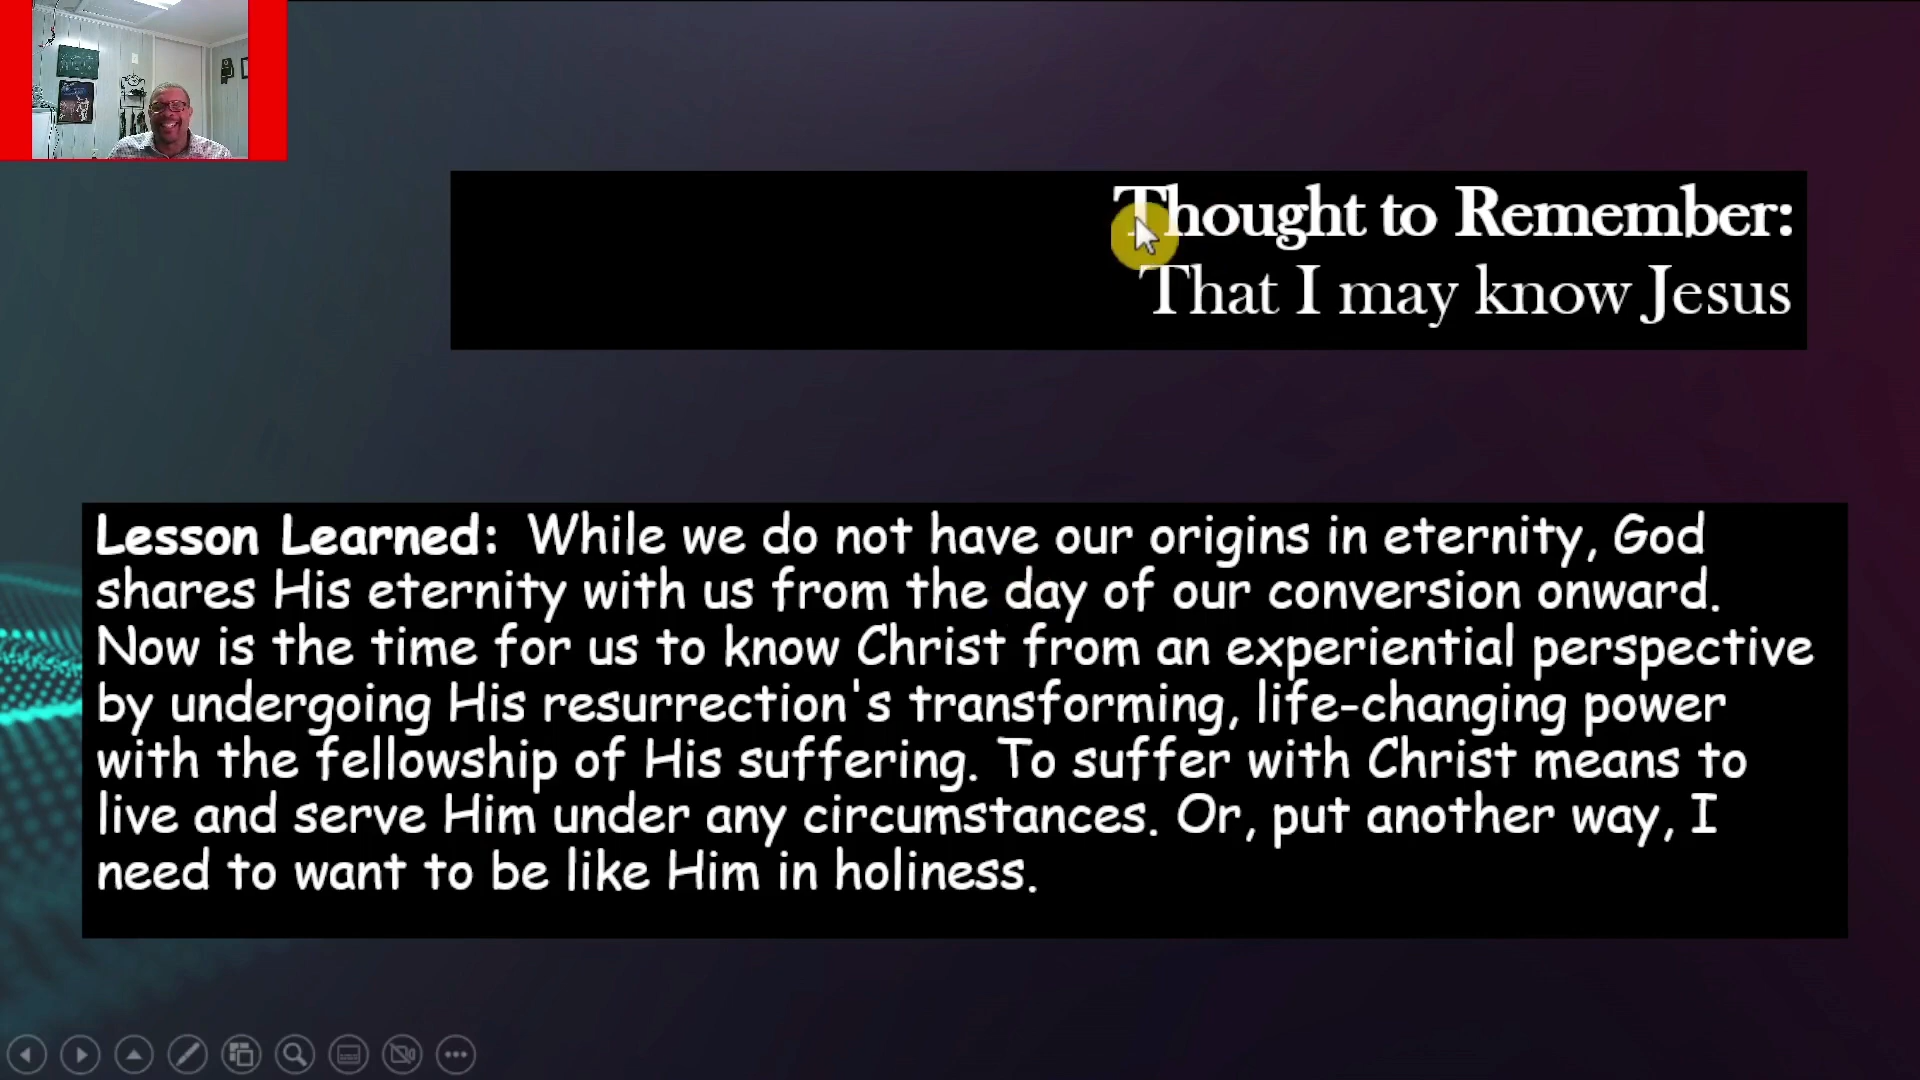 Thought to Remember:
That I may know Jesus
Lesson Learned: While we do not have our origins in eternity, God
shares His eternity with us from the day of our conversion onward.
Now is the time for us to know Christ from an experiential perspective
by undergoing His resurrection's transforming, life-changing power
with the fellowship of His suffering. To suffer with Christ means to
live and serve Him under any circumstances. Or, put another way, I
need to want to be like Him in holiness.